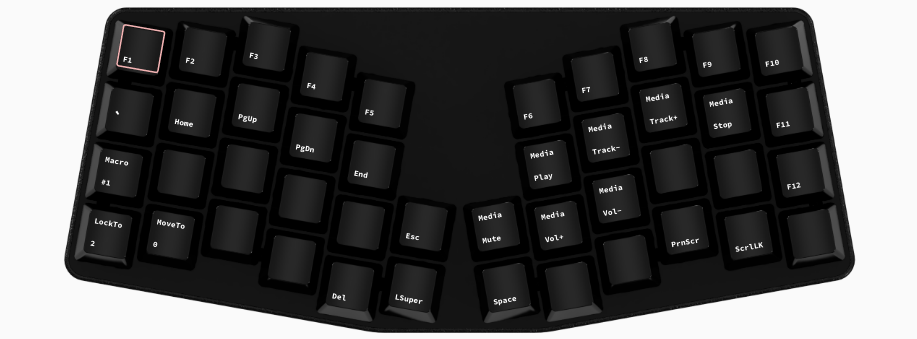 F1
F2
F3
F4
F5
F6
F7
F8
F9
F10
`
Home
PgUp
PgDn
End
Media
Play
Media
Track-
Media
Track+
Media
Stop
F11
Macro
#1
Esc
Media
Mute
Media
Vol+
Media
Vol-
F12
LockTo
2
MoveTo
0
Del
LSuper
Space
PrnScr
ScrlLK